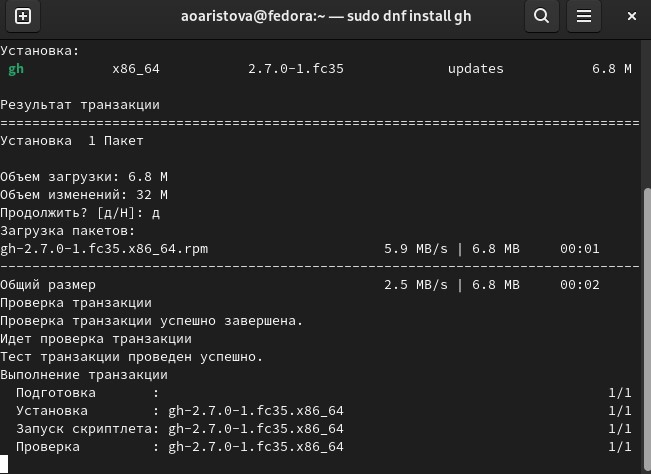 aoaristova@fedora:~ — sudo dnf install gh
Установка:
gh x86_64 2.7.0-1.fc35 updates 6.8 M
Результат транзакции
================================================================================
Установка 1 Пакет
Объем загрузки: 6.8 M
Объем изменений: 32 M
Продолжить? [д/Н]: д
Загрузка пакетов:
gh-2.7.0-1.fc35.x86_64.rpm 5.9 MB/s | 6.8 MB 00:01
--------------------------------------------------------------------------------
Общий размер 2.5 MB/s | 6.8 MB 00:02
Проверка транзакции
Проверка транзакции успешно завершена.
Идет проверка транзакции
Тест транзакции проведен успешно.
Выполнение транзакции
Подготовка : 1/1
Установка : gh-2.7.0-1.fc35.x86_64 1/1
Запуск скриптлета: gh-2.7.0-1.fc35.x86_64 1/1
Проверка : gh-2.7.0-1.fc35.x86_64 1/1